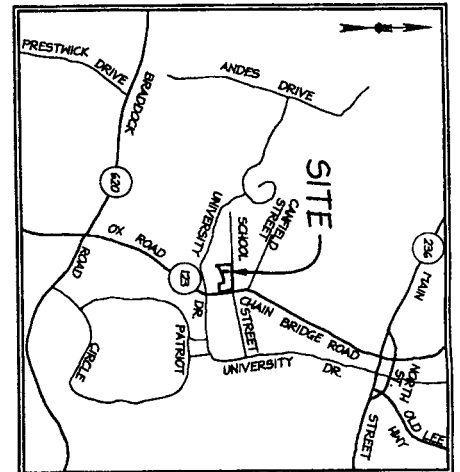 PRESTWICK DRIVE
BRADDOCK
620
ROAD
ANDES DRIVE
SITE
CANFIELD
STREET
UNIVERSITY
DR.
SCHOOL
STREET
OX ROAD
123
CHAIN BRIDGE ROAD
236
MAIN
STREET
NORTH
ST.
OLD LEE
HWY
UNIVERSITY DR.
PATRIOT
CIRCLE